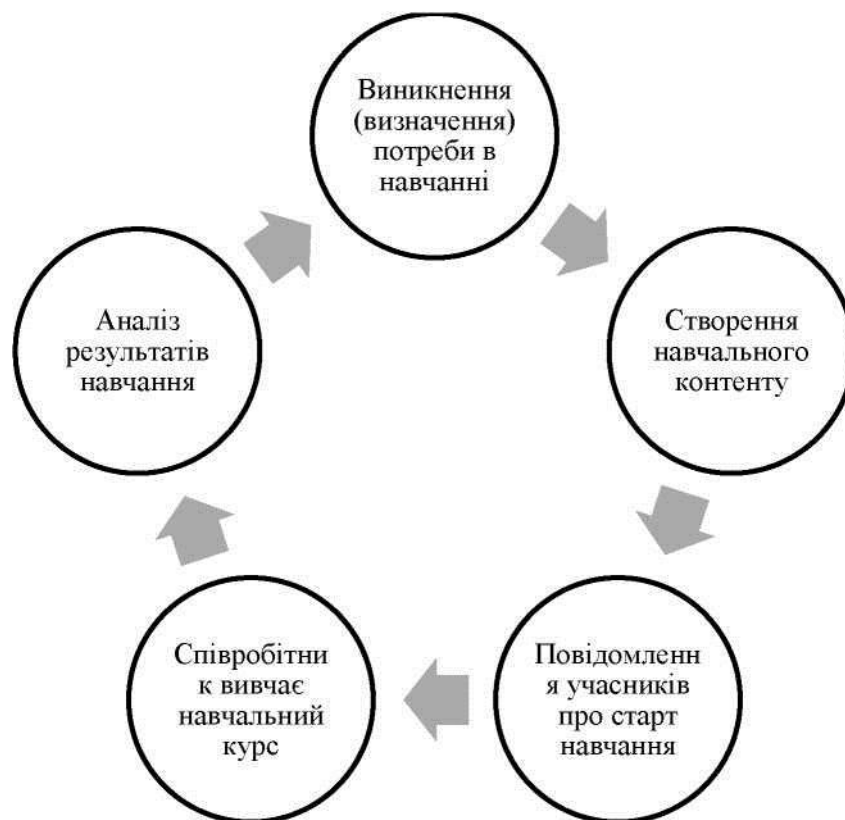 Виникнення
(визначення)
потреби в
навчанні
Створення
навчального
контенту
Повідомленн
я учасників
про старт
навчання
Співробітни
к вивчає
навчальний
курс
Аналіз
результатів
навчання